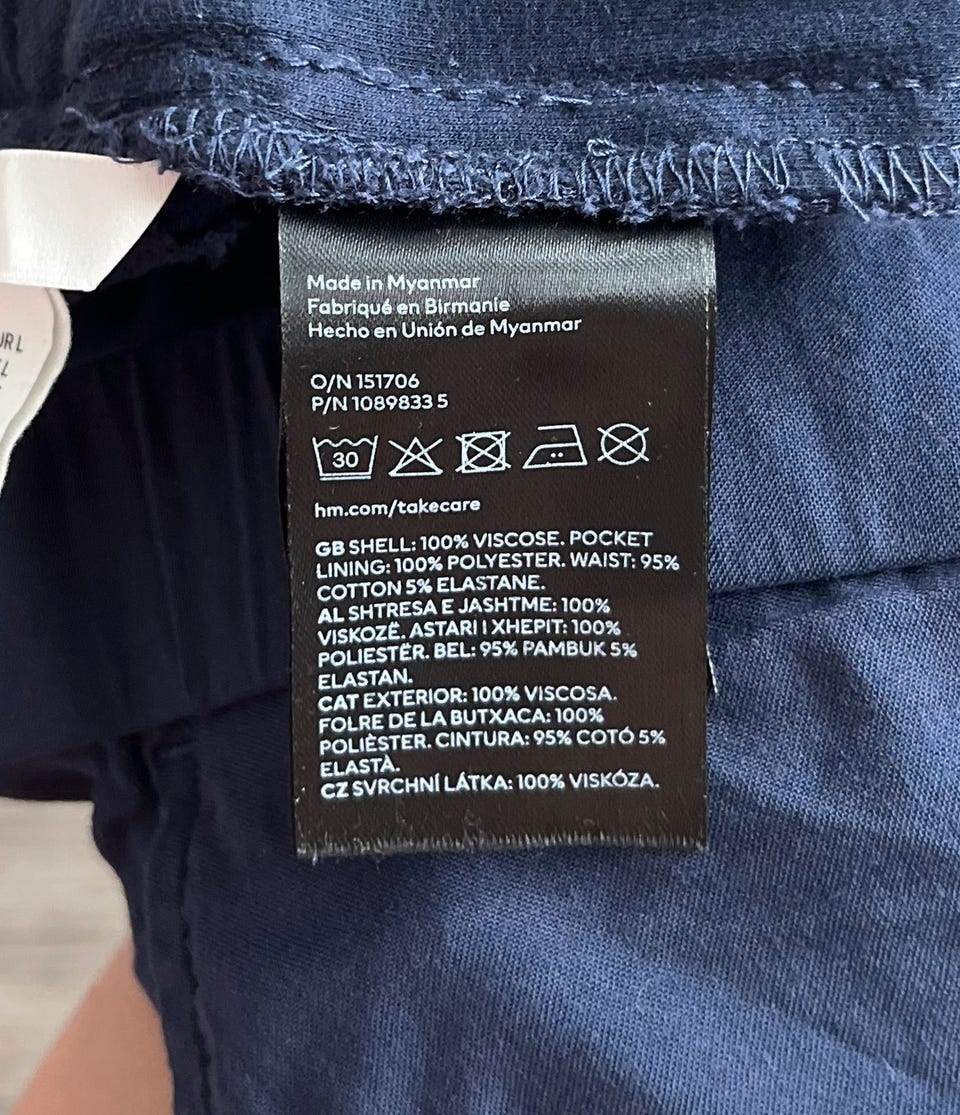 Made in Myanmar
Fabriqué en Birmanie
Hecho en Unión de Myanmar
O/N 151706
P/N 1089833 5
30
hm.com/takecare
GB SHELL: 100% VISCOSE. POCKET
LINING: 100% POLYESTER. WAIST: 95%
COTTON 5% ELASTANE.
AL SHTRESA E JASHTME: 100%
VISKOZË. ASTARI I XHEPIT: 100%
POLIESTËR. BEL: 95% PAMBUK 5%
ELASTAN.
CAT EXTERIOR: 100% VISCOSA.
FOLRE DE LA BUTXACA: 100%
POLIÈSTER. CINTURA: 95% COTÓ 5%
ELASTÀ.
CZ SVRCHNÍ LÁTKA: 100% VISKÓZA.